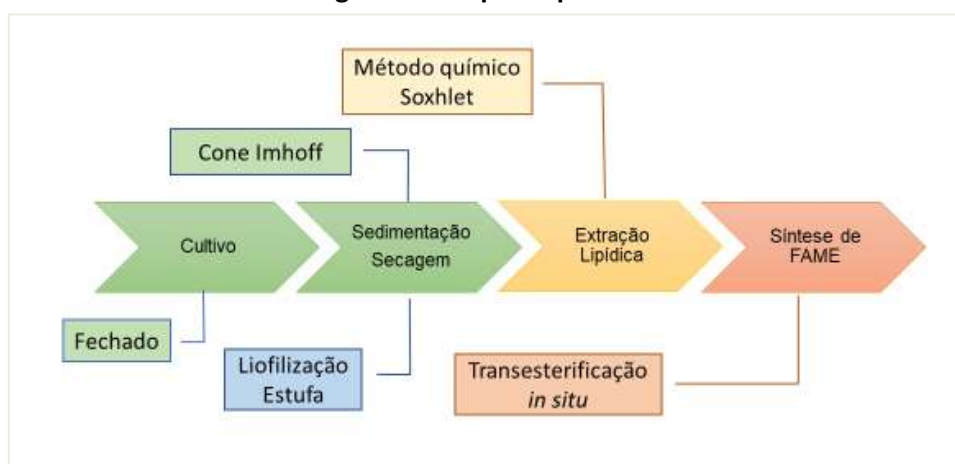 Método químico
Soxhlet
Cone Imhoff
Cultivo
Sedimentação
Secagem
Extração
Lipídica
Síntese de
FAME
Fechado
Liofilização
Estufa
Transesterificação
in situ